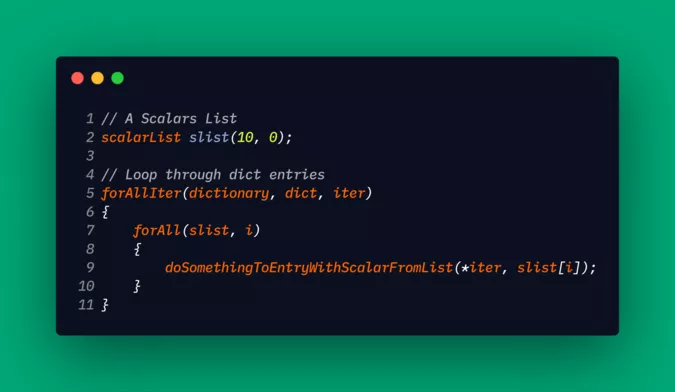 1 // A Scalars List
2 scalarList slist(10, 0);
3
4 // Loop through dict entries
5 forAllIter(dictionary, dict, iter)
6 {
7     forAll(slist, i)
8     {
9         doSomethingToEntryWithScalarFromList(*iter, slist[i]);
10     }
11 }